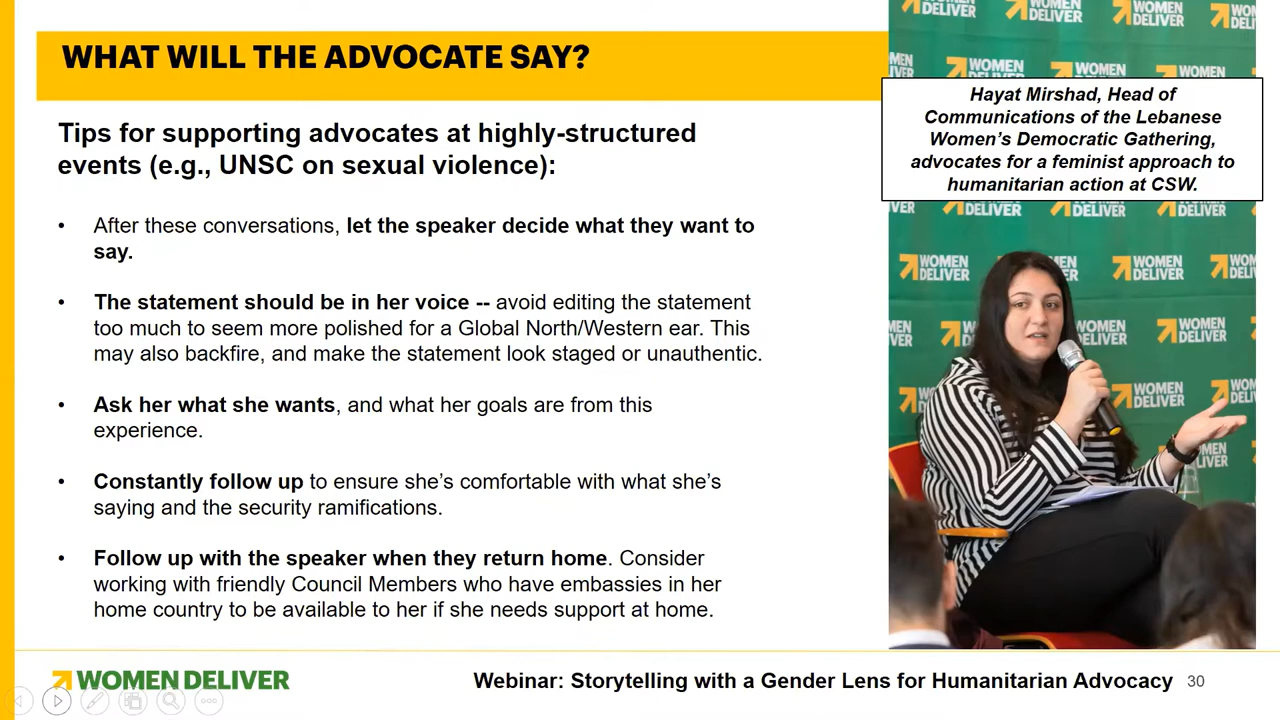 WHAT WILL THE ADVOCATE SAY?
Tips for supporting advocates at highly-structured
events (e.g., UNSC on sexual violence):
• After these conversations, let the speaker decide what they want to
say.
• The statement should be in her voice -- avoid editing the statement
too much to seem more polished for a Global North/Western ear. This
may also backfire, and make the statement look staged or unauthentic.
• Ask her what she wants, and what her goals are from this
experience.
• Constantly follow up to ensure she's comfortable with what she's
saying and the security ramifications.
• Follow up with the speaker when they return home. Consider
working with friendly Council Members who have embassies in her
home country to be available to her if she needs support at home.
Hayat Mirshad, Head of
Communications of the Lebanese
Women's Democratic Gathering,
advocates for a feminist approach to
humanitarian action at CSW.
WOMEN
DELIVER
WOMEN
DELIVER
WOMEN
DELIVER
WOMEN
DELIVER
WOMEN DELIVER
Webinar: Storytelling with a Gender Lens for Humanitarian Advocacy 30